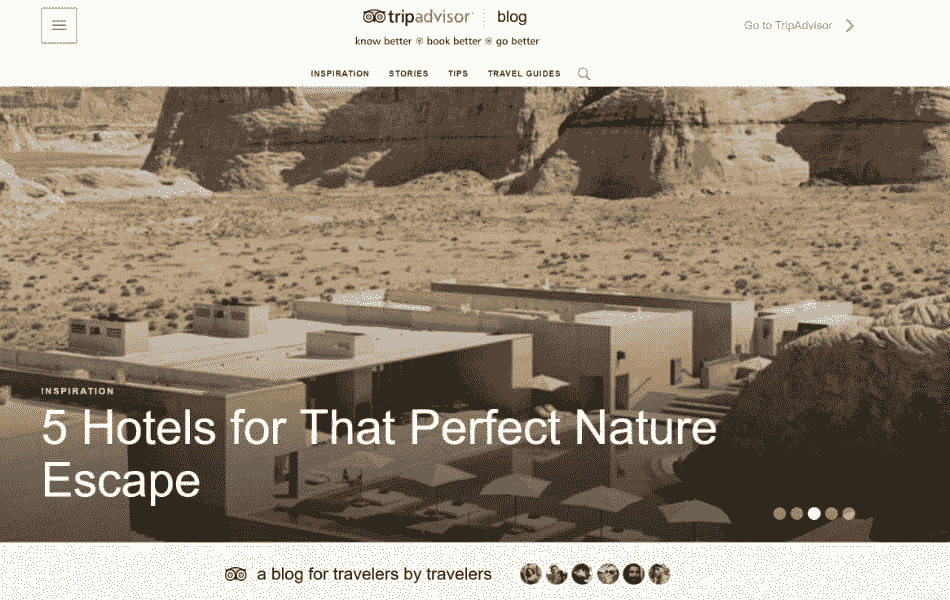 tripadvisor blog
Go to TripAdvisor
know better book better go better
INSPIRATION STORIES TIPS TRAVEL GUIDES
INSPIRATION
5 Hotels for That Perfect Nature
Escape
a blog for travelers by travelers